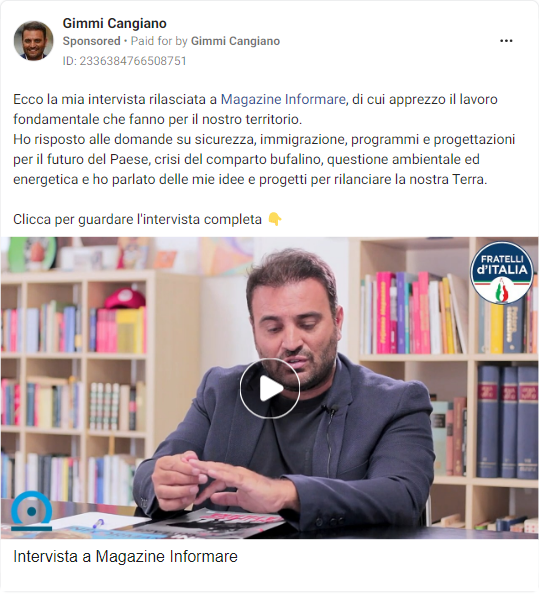 Gimmi Cangiano
Sponsored • Paid for by Gimmi Cangiano
ID: 2336384766508751
Ecco la mia intervista rilasciata a Magazine Informare, di cui apprezzo il lavoro
fondamentale che fanno per il nostro territorio.
Ho risposto alle domande su sicurezza, immigrazione, programmi e progettazioni
per il futuro del Paese, crisi del comparto bufalino, questione ambientale ed
energetica e ho parlato delle mie idee e progetti per rilanciare la nostra Terra.
Clicca per guardare l'intervista completa 👇
FRATELLI
d'ITALIA
Intervista a Magazine Informare